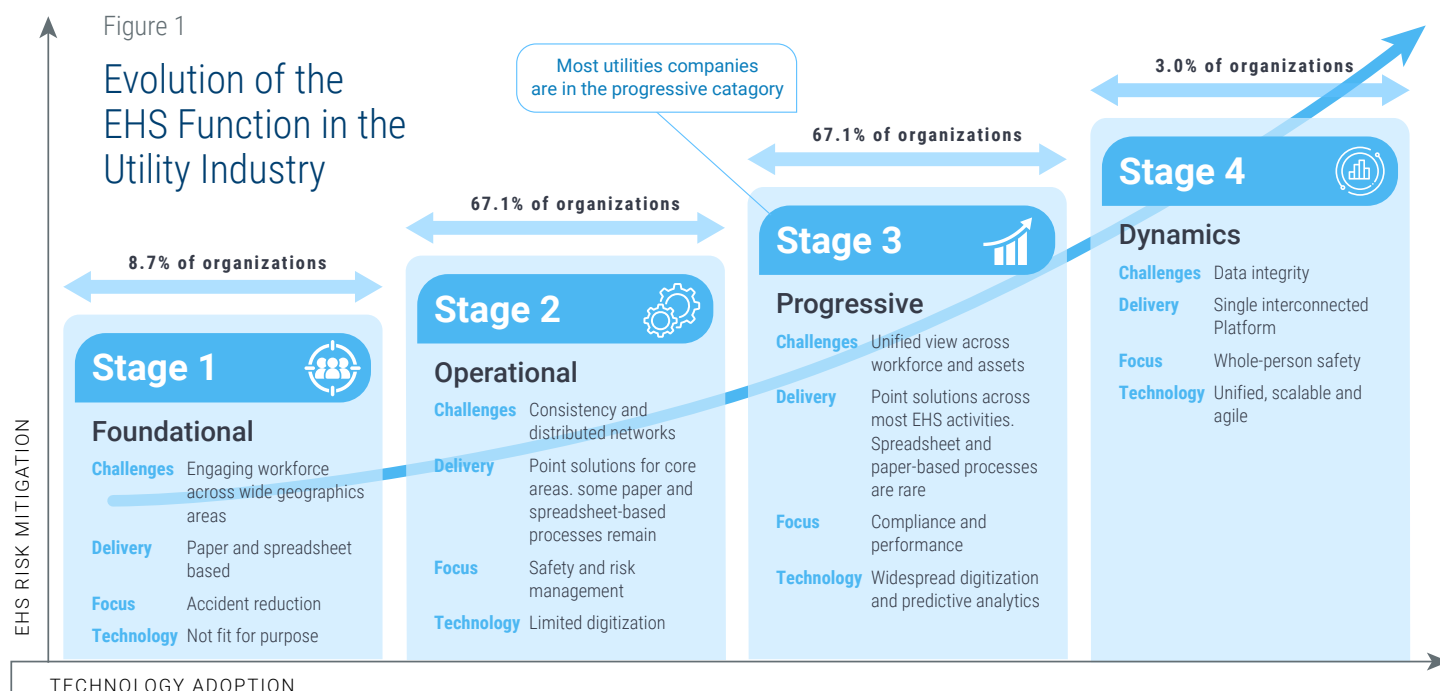 Figure 1
Evolution of the
EHS Function in the
Utility Industry
Most utilities companies
are in the progressive catagory
8.7% of organizations
Stage 1
Foundational
Challenges Engaging workforce
across wide geographics
areas
Delivery Paper and spreadsheet
based
Focus Accident reduction
Technology Not fit for purpose
67.1% of organizations
Stage 2
Operational
Challenges Consistency and
distributed networks
Delivery Point solutions for core
areas. some paper and
spreadsheet-based
processes remain
Focus Safety and risk
management
Technology Limited digitization
67.1% of organizations
Stage 3
Progressive
Challenges Unified view across
workforce and assets
Delivery Point solutions across
most EHS activities.
Spreadsheet and
paper-based processes
are rare
Focus Compliance and
performance
Technology Widespread digitization
and predictive analytics
3.0% of organizations
Stage 4
Dynamics
Challenges Data integrity
Delivery Single interconnected
Platform
Focus Whole-person safety
Technology Unified, scalable and
agile
EHS RISK MITIGATION
TECHNOLOGY ADOPTION